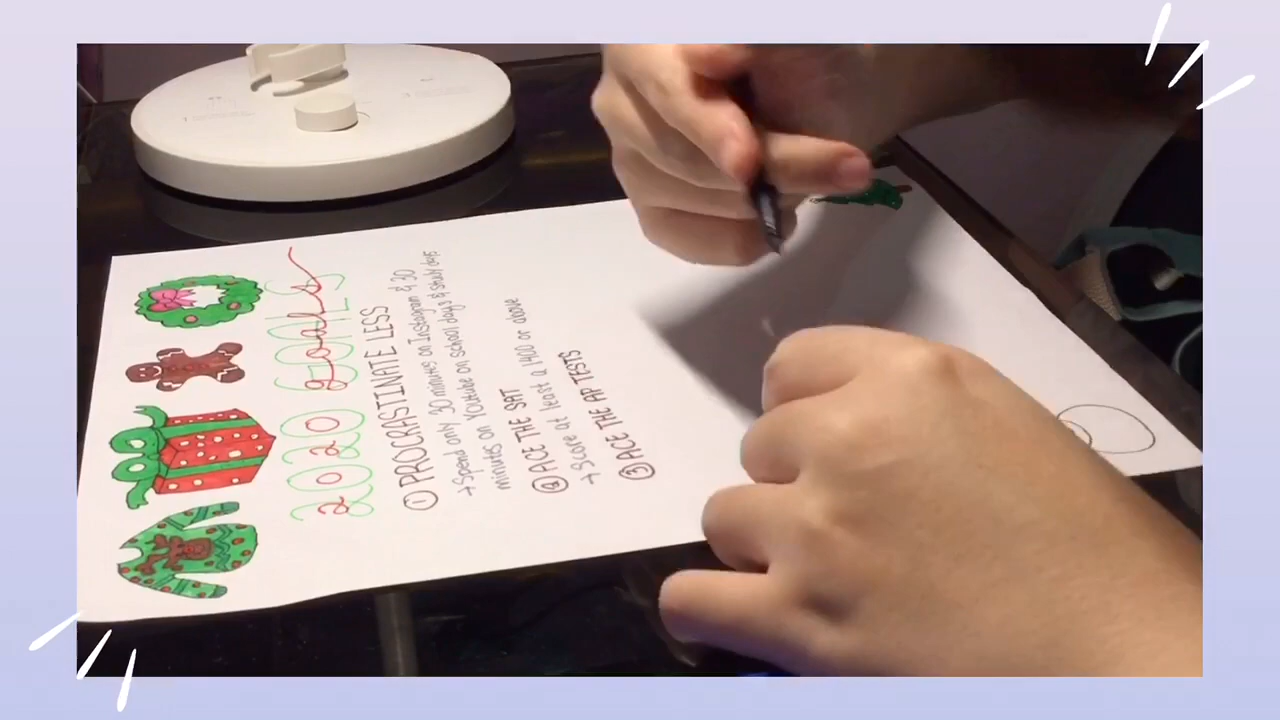 2020 goals
GOALS
① PROCRASTINATE LESS
→ Spend only 30 minutes on Instagram & 30
minutes on Youtube on school days & study days
② ACE THE SAT
→ Score at least a 1400 or above
③ ACE THE AP TESTS